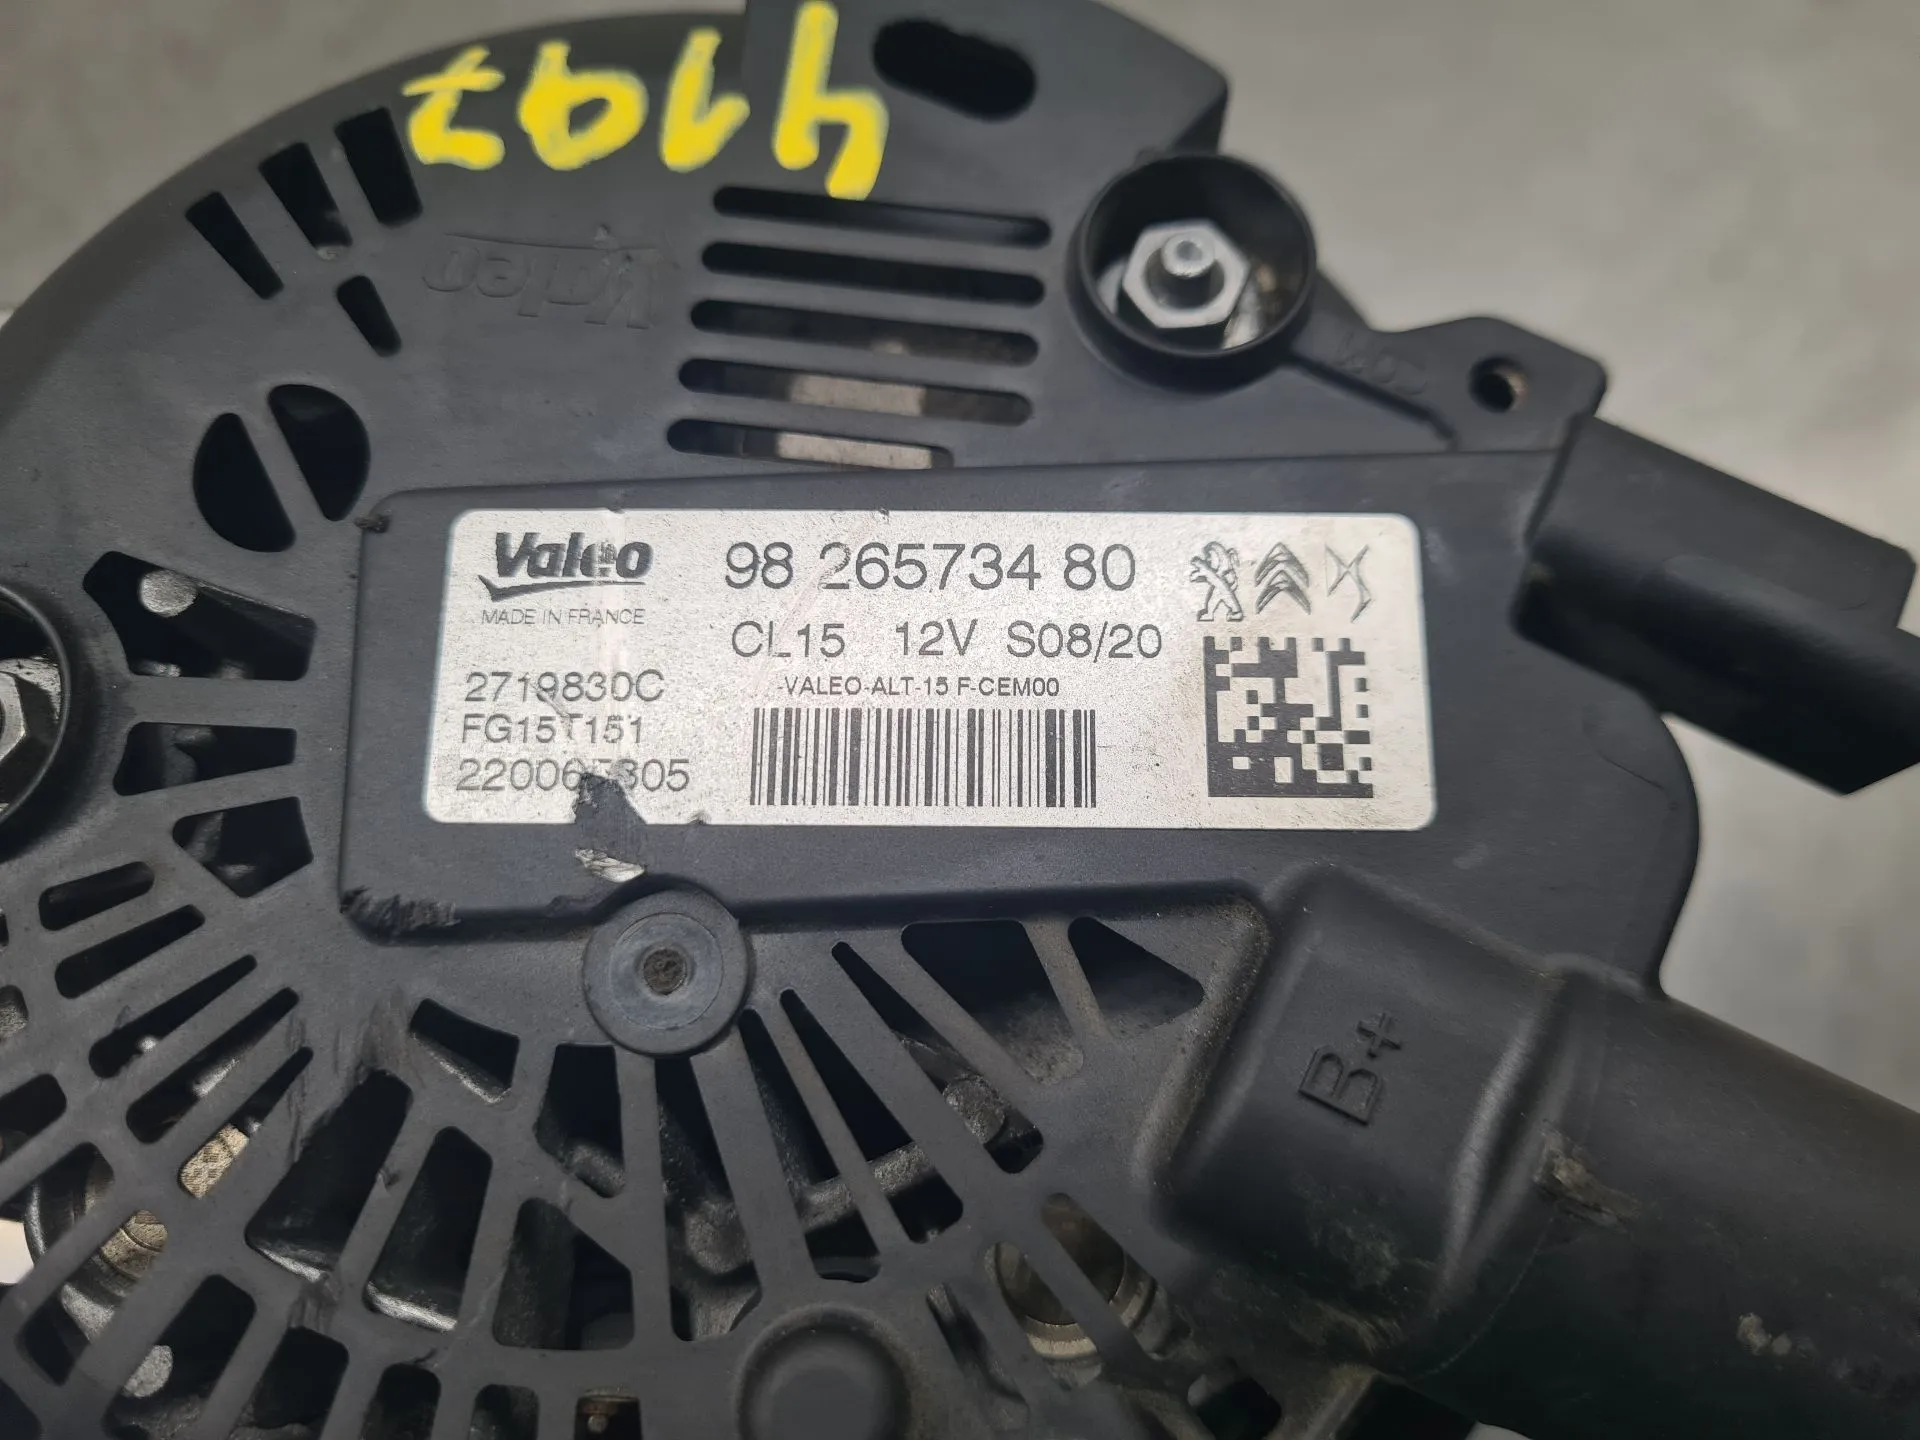 4197
Valeo
Valeo
MADE IN FRANCE
98 265734 80
CL15 12V S08/20
2719830C
-VALEO-ALT-15 F-CEM00
FG15T151
B+